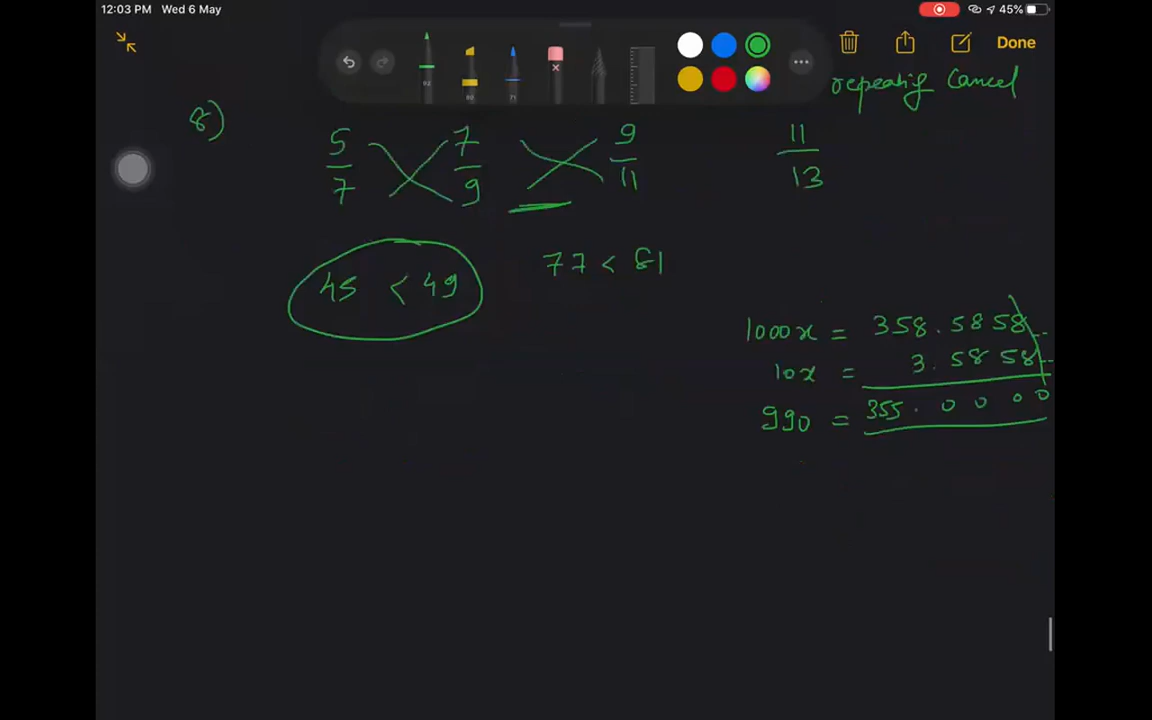 12:03 PM Wed 6 May
45%
Done
repeating Cancel
8)
5/7 7/9 9/11 11/13
45 < 49
77 < 81
1000x = 358.5858...
10x = 3.5858...
990 = 355.0000